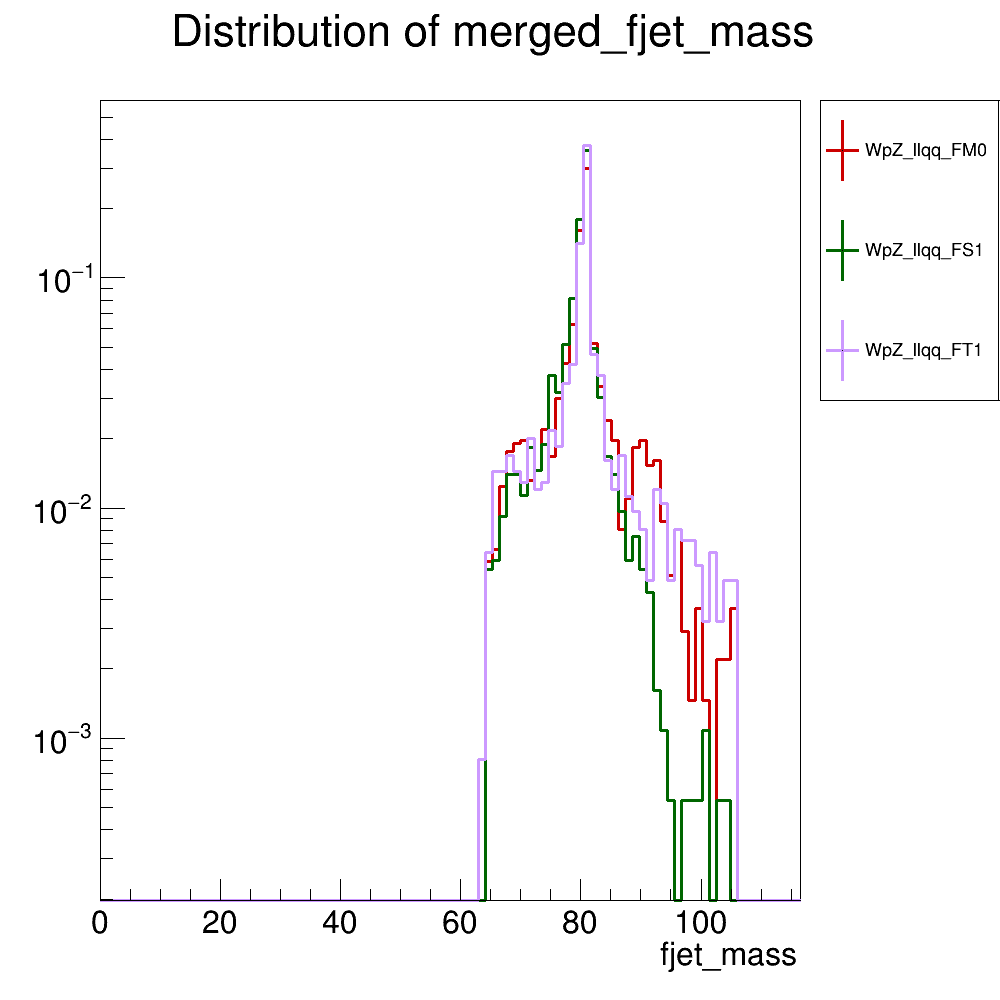 Distribution of merged_fjet_mass
WpZ_llqq_FM0
WpZ_llqq_FS1
WpZ_llqq_FT1
10⁻¹
10⁻²
10⁻³
0 20 40 60 80 100
fjet_mass